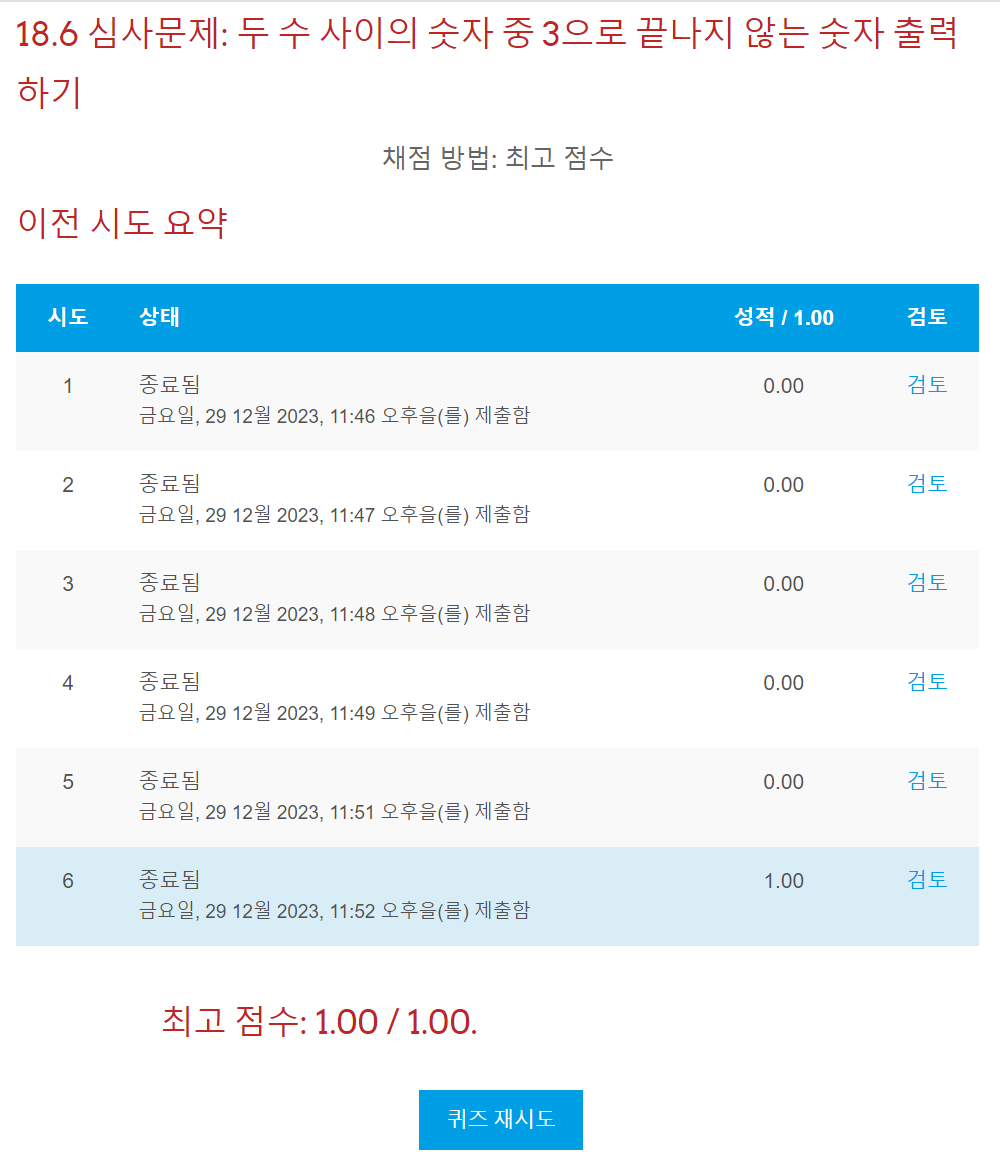 18.6 심사문제: 두 수 사이의 숫자 중 3으로 끝나지 않는 숫자 출력
하기
채점 방법: 최고 점수
이전 시도 요약
시도 상태 성적 / 1.00 검토
1 종료됨 0.00 검토
금요일, 29 12월 2023, 11:46 오후을(를) 제출함
2 종료됨 0.00 검토
금요일, 29 12월 2023, 11:47 오후을(를) 제출함
3 종료됨 0.00 검토
금요일, 29 12월 2023, 11:48 오후을(를) 제출함
4 종료됨 0.00 검토
금요일, 29 12월 2023, 11:49 오후을(를) 제출함
5 종료됨 0.00 검토
금요일, 29 12월 2023, 11:51 오후을(를) 제출함
6 종료됨 1.00 검토
금요일, 29 12월 2023, 11:52 오후을(를) 제출함
최고 점수: 1.00 / 1.00.
퀴즈 재시도